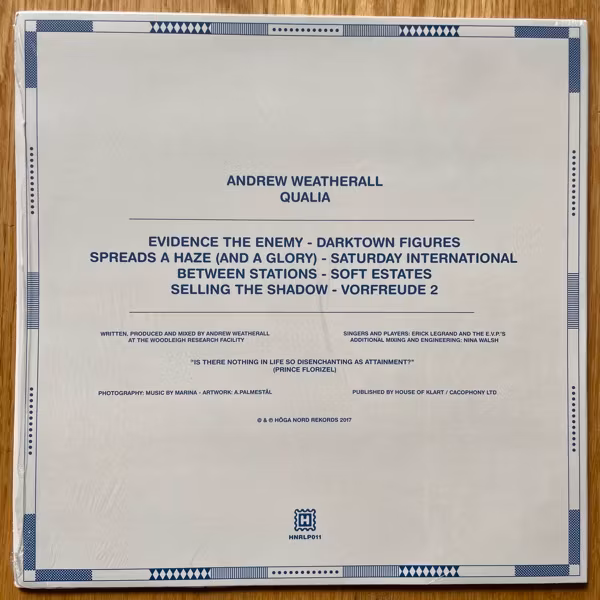 ANDREW WEATHERALL
QUALIA
EVIDENCE THE ENEMY - DARKTOWN FIGURES
SPREADS A HAZE (AND A GLORY) - SATURDAY INTERNATIONAL
BETWEEN STATIONS - SOFT ESTATES
SELLING THE SHADOW - VORFREUDE 2
WRITTEN, PRODUCED AND MIXED BY ANDREW WEATHERALL
AT THE WOODLEIGH RESEARCH FACILITY
SINGERS AND PLAYERS: ERICK LEGRAND AND THE E.V.P.'S
ADDITIONAL MIXING AND ENGINEERING: NINA WALSH
"IS THERE NOTHING IN LIFE SO DISENCHANTING AS ATTAINMENT?"
(PRINCE FLORIZEL)
PHOTOGRAPHY: MUSIC BY MARINA - ARTWORK: A.PALMESTÅL
PUBLISHED BY HOUSE OF KLART / CACOPHONY LTD
© & ℗ HÖGA NORD REKORDS 2017
H
HNRLP011